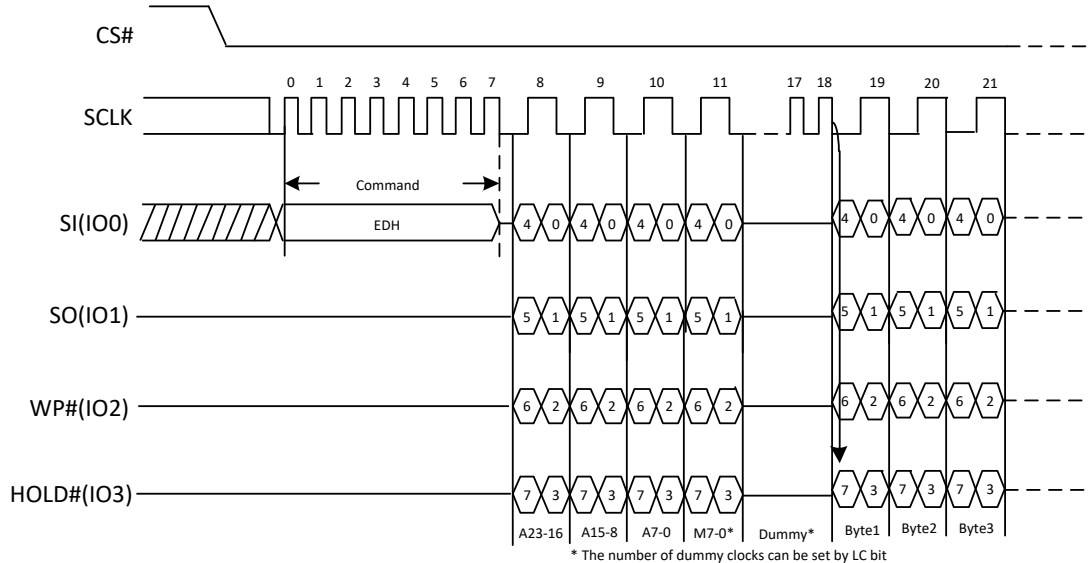 CS#
0 1 2 3 4 5 6 7 8 9 10 11 17 18 19 20 21
SCLK
Command
SI(IO0) EDH 4 0 4 0 4 0 4 0 4 0 4 0 4 0
SO(IO1) 5 1 5 1 5 1 5 1 5 1 5 1 5 1
WP#(IO2) 6 2 6 2 6 2 6 2 6 2 6 2 6 2
HOLD#(IO3) 7 3 7 3 7 3 7 3 7 3 7 3 7 3
A23-16 A15-8 A7-0 M7-0* Dummy* Byte1 Byte2 Byte3
* The number of dummy clocks can be set by LC bit